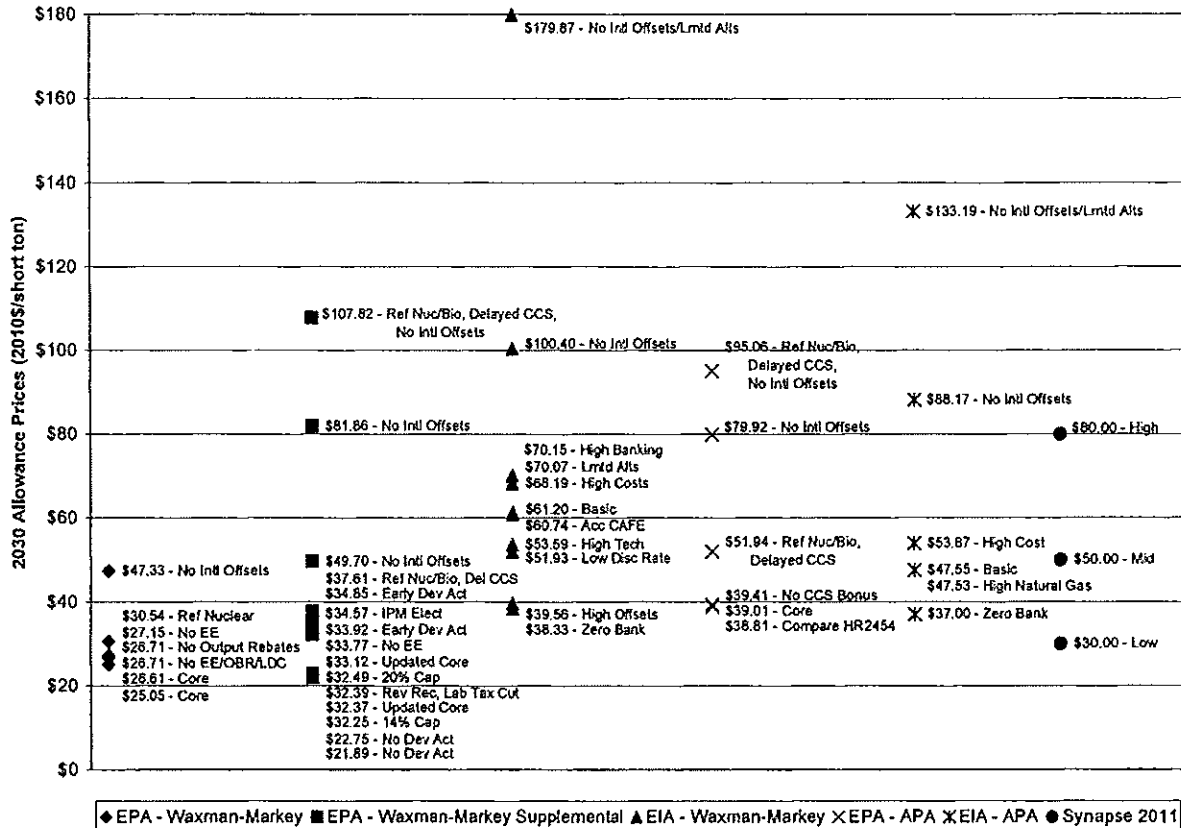 $180
$160
$140
$120
$100
$80
$60
$40
$20
$0
2030 Allowance Prices (2010$/short ton)
$47.33 - No Intl Offsets
$30.54 - Ref Nuclear
$27.15 - No EE
$26.71 - No Output Rebates
$26.71 - No EE/OBR/LDC
$26.61 - Core
$25.05 - Core
$107.82 - Ref Nuc/Bio, Delayed CCS,
No Intl Offsets
$81.86 - No Intl Offsets
$49.70 - No Intl Offsets
$37.61 - Ref Nuc/Bio, Del CCS
$34.85 - Early Dev Act
$34.57 - IPM Elect
$33.92 - Early Dev Act
$33.77 - No EE
$33.12 - Updated Core
$32.49 - 20% Cap
$32.39 - Rev Rec, Lab Tax Cut
$32.37 - Updated Core
$32.25 - 14% Cap
$22.75 - No Dev Act
$21.89 - No Dev Act
$179.87 - No Intl Offsets/Lmtd Alts
$100.40 - No Intl Offsets
$70.15 - High Banking
$70.07 - Lmtd Alts
$68.19 - High Costs
$61.20 - Basic
$60.74 - Acc CAFE
$53.59 - High Tech
$51.93 - Low Disc Rate
$39.56 - High Offsets
$38.33 - Zero Bank
$95.06 - Ref Nuc/Bio,
Delayed CCS,
No Intl Offsets
$79.92 - No Intl Offsets
$51.94 - Ref Nuc/Bio,
Delayed CCS
$39.41 - No CCS Bonus
$39.01 - Core
$38.81 - Compare HR2454
$133.19 - No Intl Offsets/Lmtd Alts
$88.17 - No Intl Offsets
$53.87 - High Cost
$47.55 - Basic
$47.53 - High Natural Gas
$37.00 - Zero Bank
$80.00 - High
$50.00 - Mid
$30.00 - Low
EPA - Waxman-Markey
EPA - Waxman-Markey Supplemental
EIA - Waxman-Markey
EPA - APA
EIA - APA
Synapse 2011